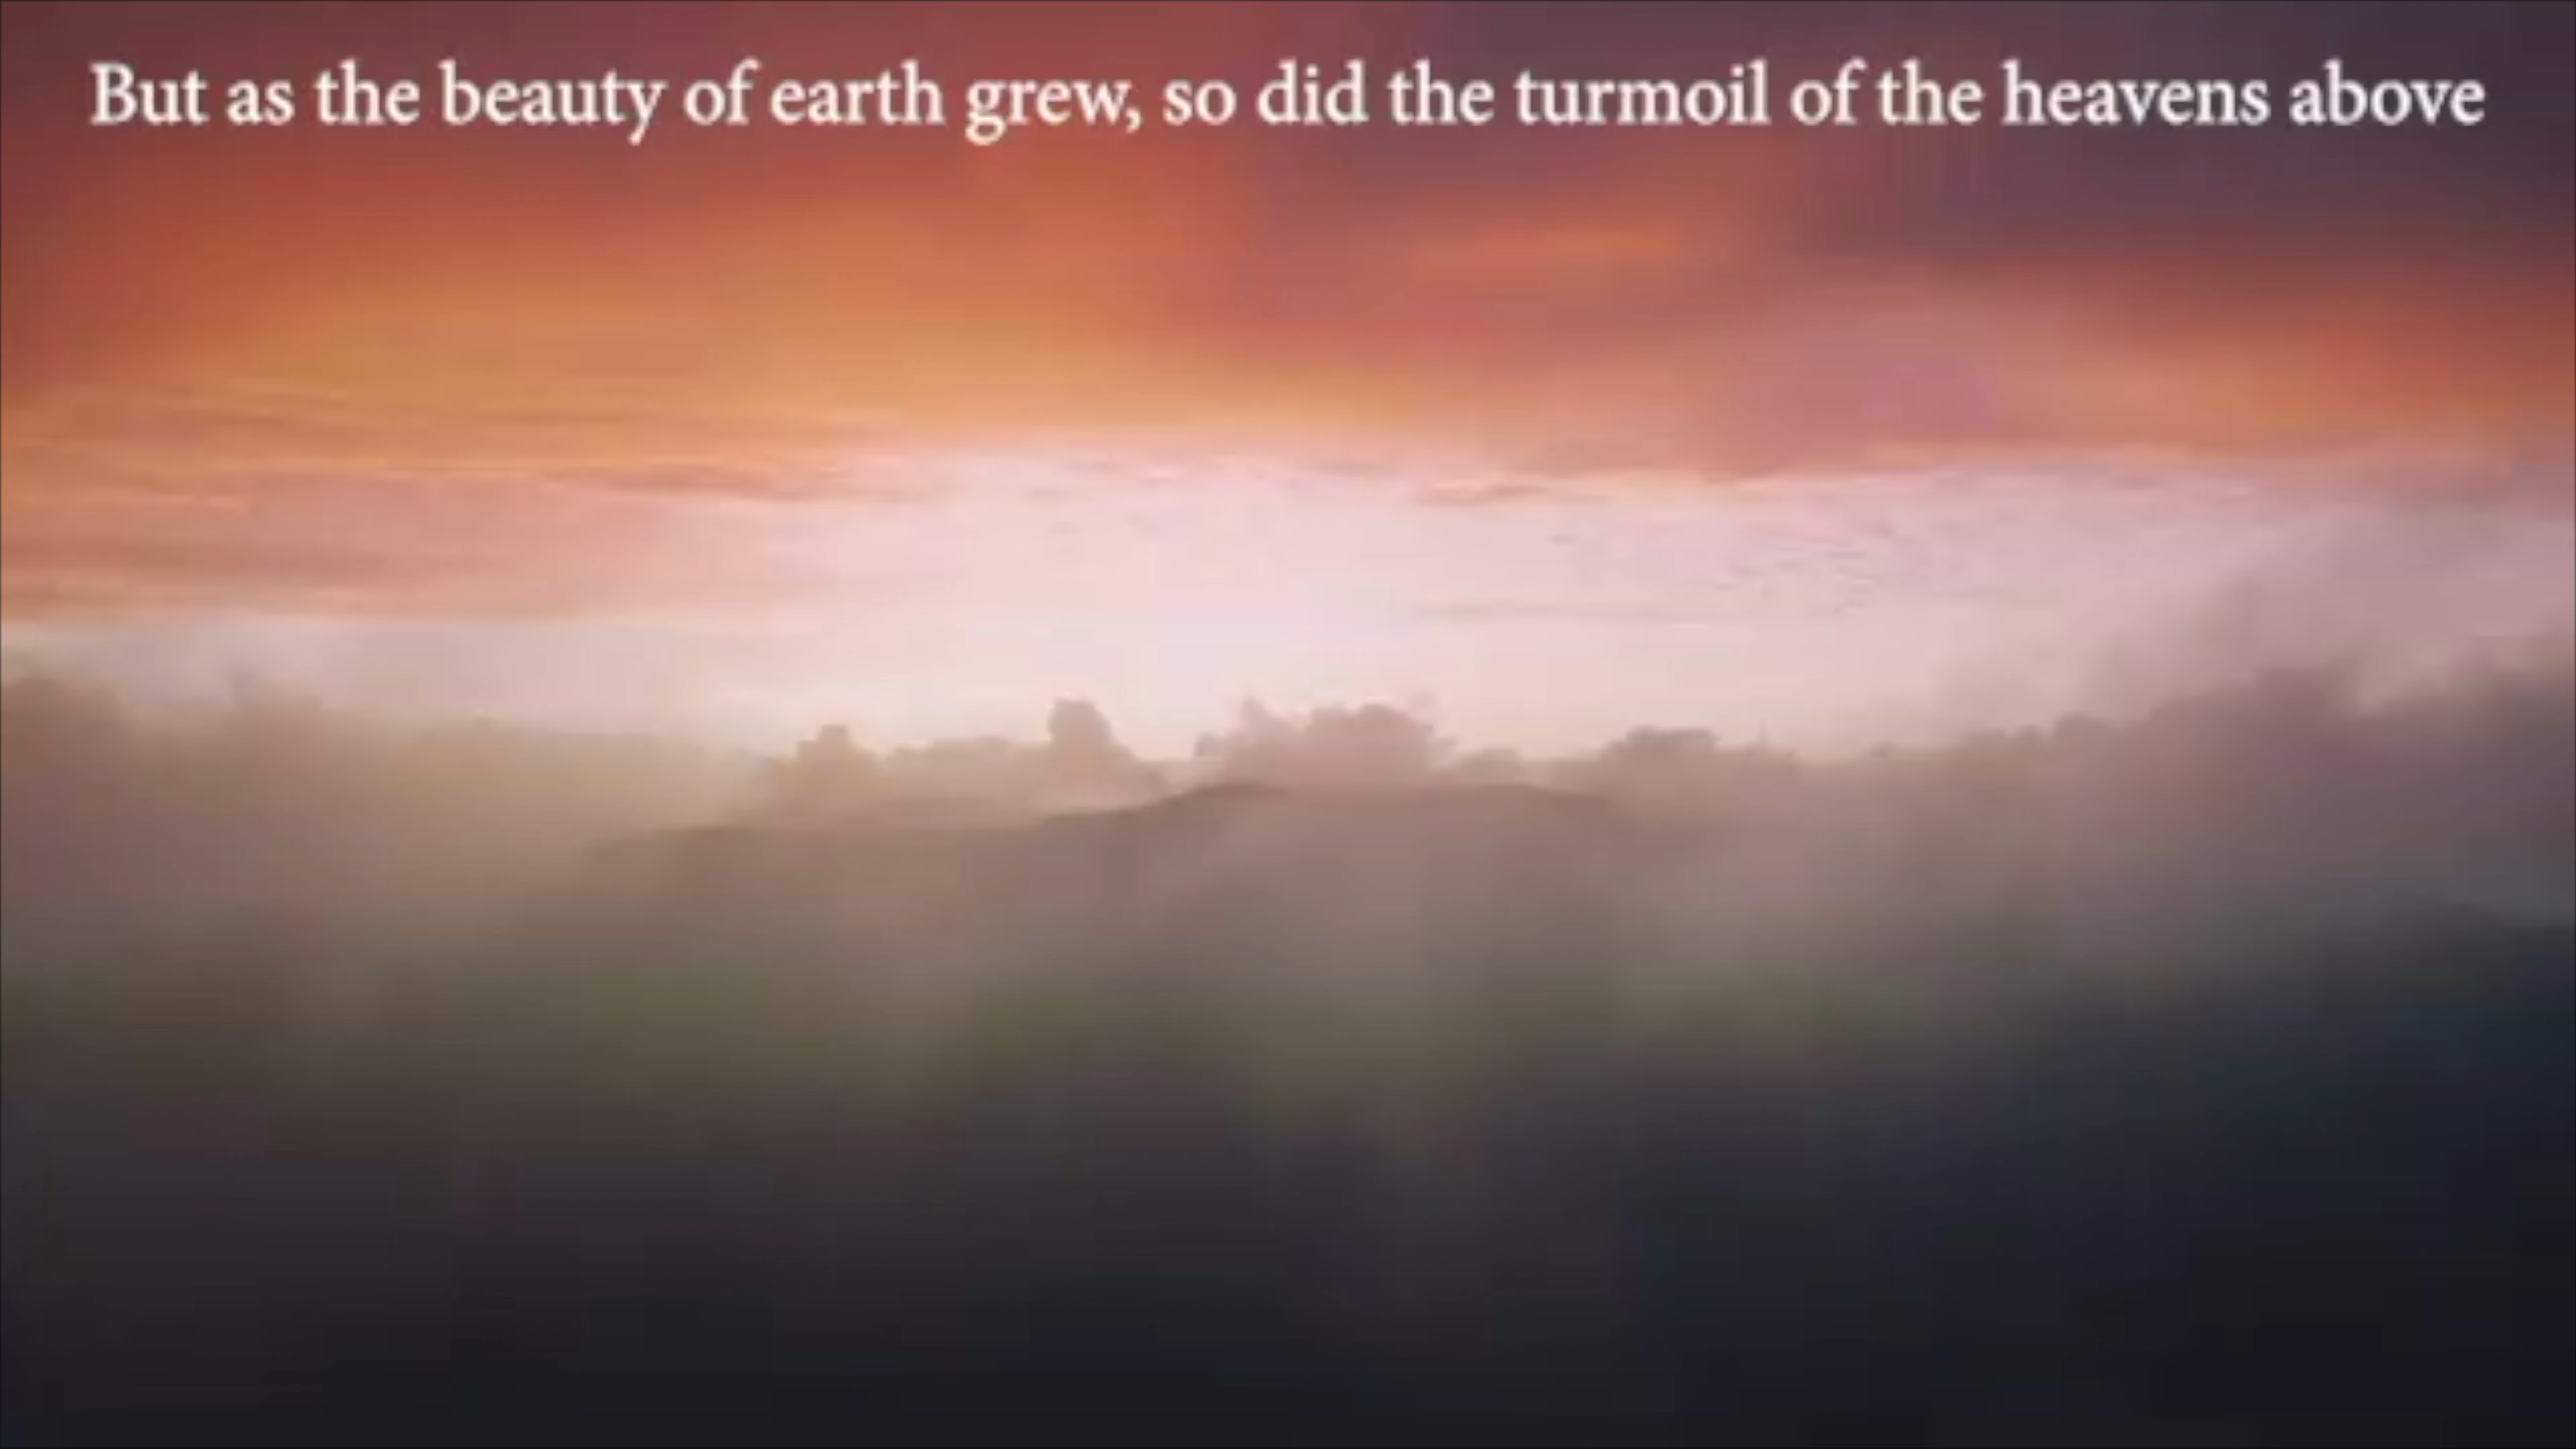 But as the beauty of earth grew, so did the turmoil of the heavens above